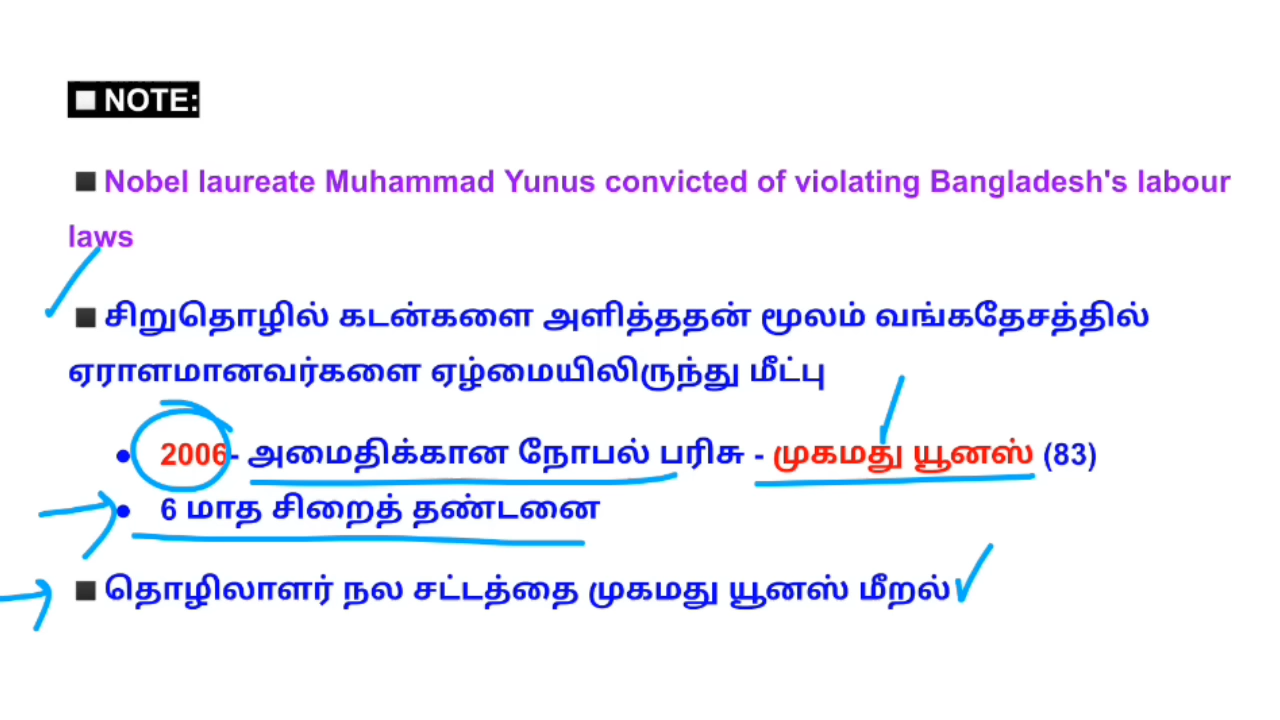 NOTE:
Nobel laureate Muhammad Yunus convicted of violating Bangladesh's labour
laws
சிறுதொழில் கடன்களை அளித்ததன் மூலம் வங்கதேசத்தில்
ஏராளமானவர்களை ஏழ்மையிலிருந்து மீட்பு
2006- அமைதிக்கான நோபல் பரிசு - முகமது யூனஸ் (83)
6 மாத சிறைத் தண்டனை
தொழிலாளர் நல சட்டத்தை முகமது யூனஸ் மீறல்